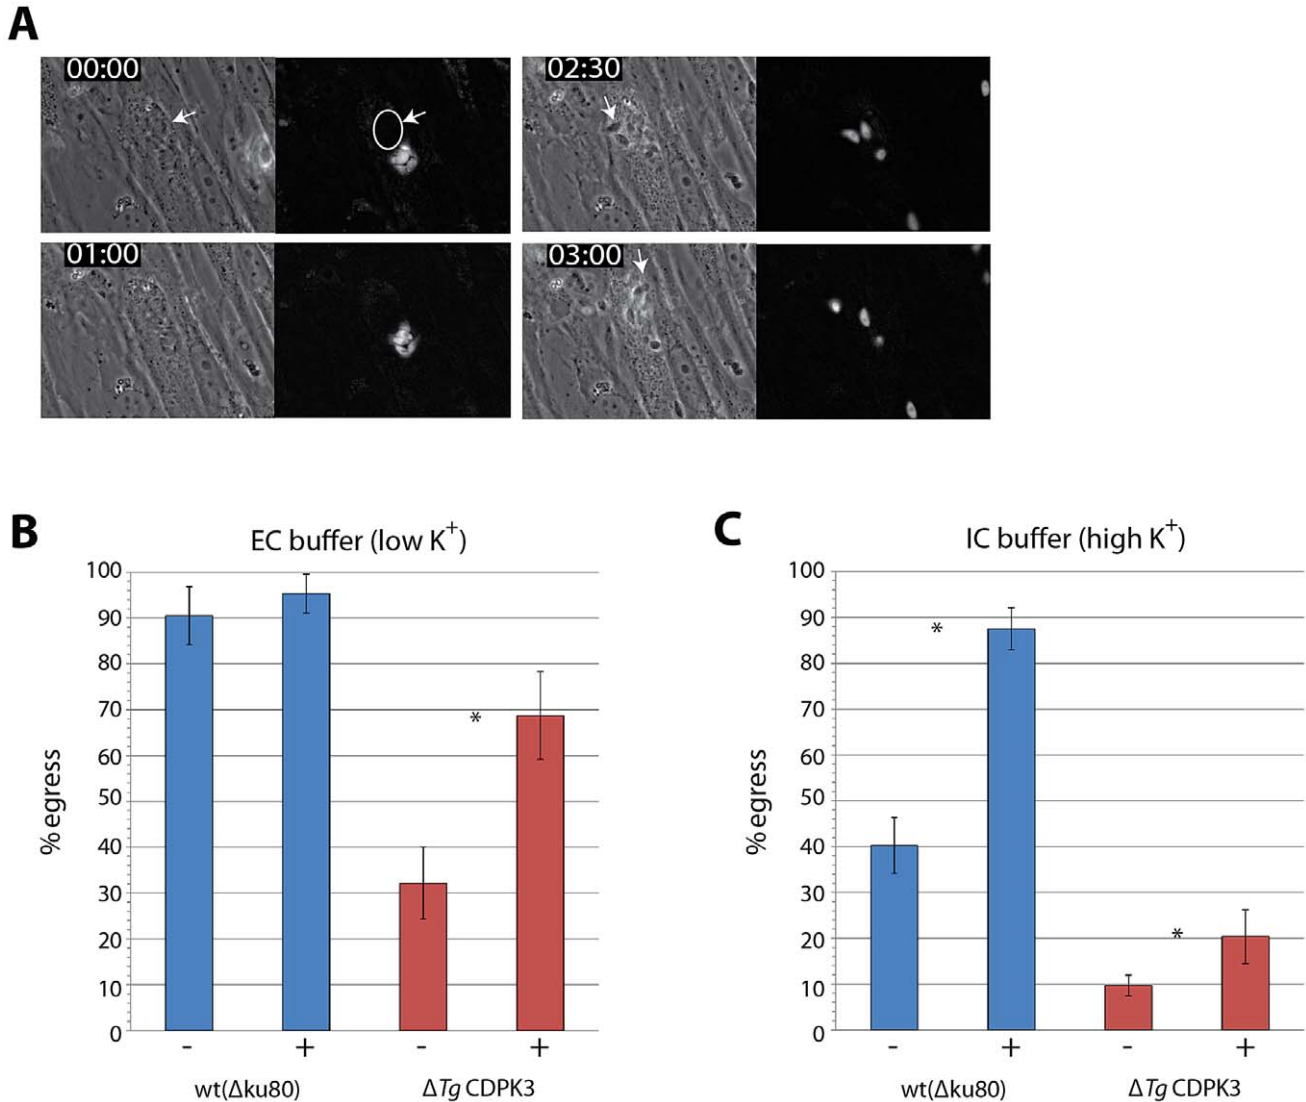 A
00:00
02:30
01:00
03:00
B
EC buffer (low K+)
% egress
100
90
80
70
60
50
40
30
20
10
0
*
- + - +
wt(Δku80) ΔTg CDPK3
C
IC buffer (high K+)
% egress
100
90
80
70
60
50
40
30
20
10
0
*
*
- + - +
wt(Δku80) ΔTg CDPK3